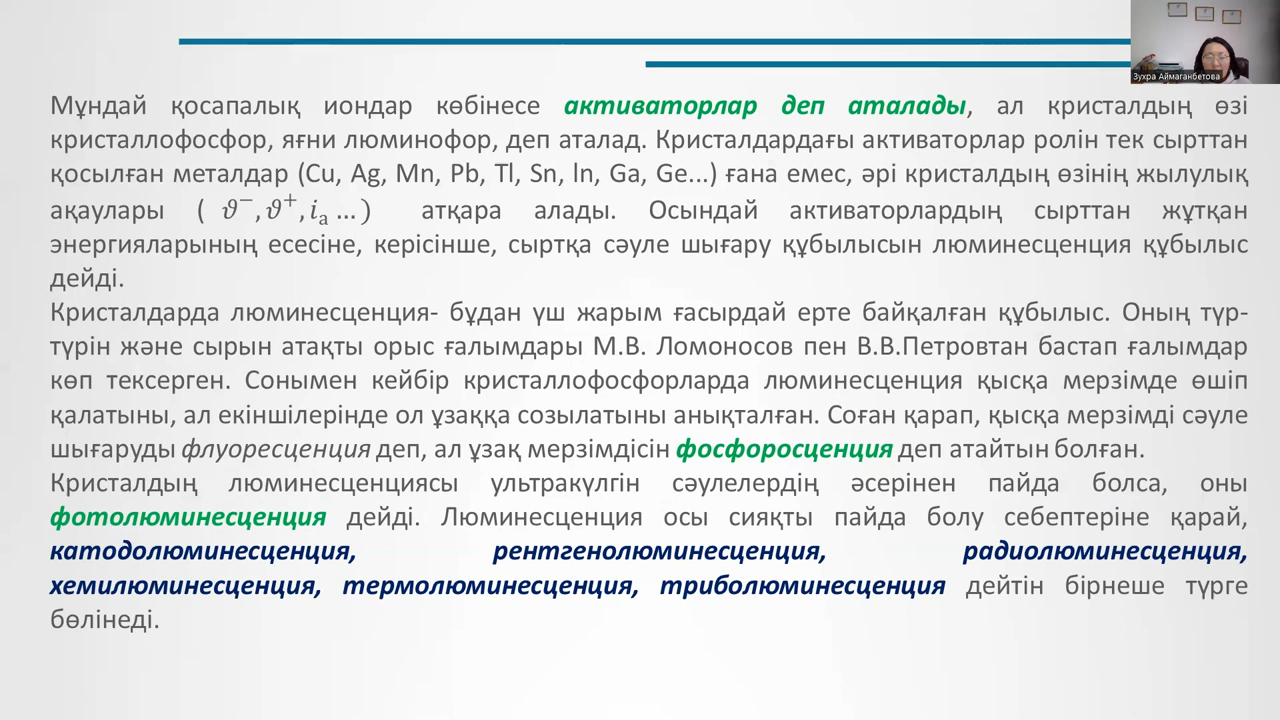 Зухра Аймаганбетова
Мұндай қосапалық иондар көбінесе активаторлар деп аталады, ал кристалдың өзі
кристаллофосфор, яғни люминофор, деп аталад. Кристалдардағы активаторлар ролін тек сырттан
қосылған металдар (Cu, Ag, Mn, Pb, Tl, Sn, ln, Ga, Ge...) ғана емес, әрі кристалдың өзінің жылулық
ақаулары ( 𝜗⁻, 𝜗⁺, 𝑖ₐ ... ) атқара алады. Осындай активаторлардың сырттан жұтқан
энергияларының есесіне, керісінше, сыртқа сәуле шығару құбылысын люминесценция құбылыс
дейді.
Кристалдарда люминесценция- бұдан үш жарым ғасырдай ерте байқалған құбылыс. Оның түр-
түрін және сырын атақты орыс ғалымдары М.В. Ломоносов пен В.В.Петровтан бастап ғалымдар
көп тексерген. Сонымен кейбір кристаллофосфорларда люминесценция қысқа мерзімде өшіп
қалатыны, ал екіншілерінде ол ұзаққа созылатыны анықталған. Соған қарап, қысқа мерзімді сәуле
шығаруды флуоресценция деп, ал ұзақ мерзімдісін фосфоросценция деп атайтын болған.
Кристалдың люминесценциясы ультракүлгін сәулелердің әсерінен пайда болса, оны
фотолюминесценция дейді. Люминесценция осы сияқты пайда болу себептеріне қарай,
катодолюминесценция, рентгенолюминесценция, радиолюминесценция,
хемилюминесценция, термолюминесценция, триболюминесценция дейтін бірнеше түрге
бөлінеді.